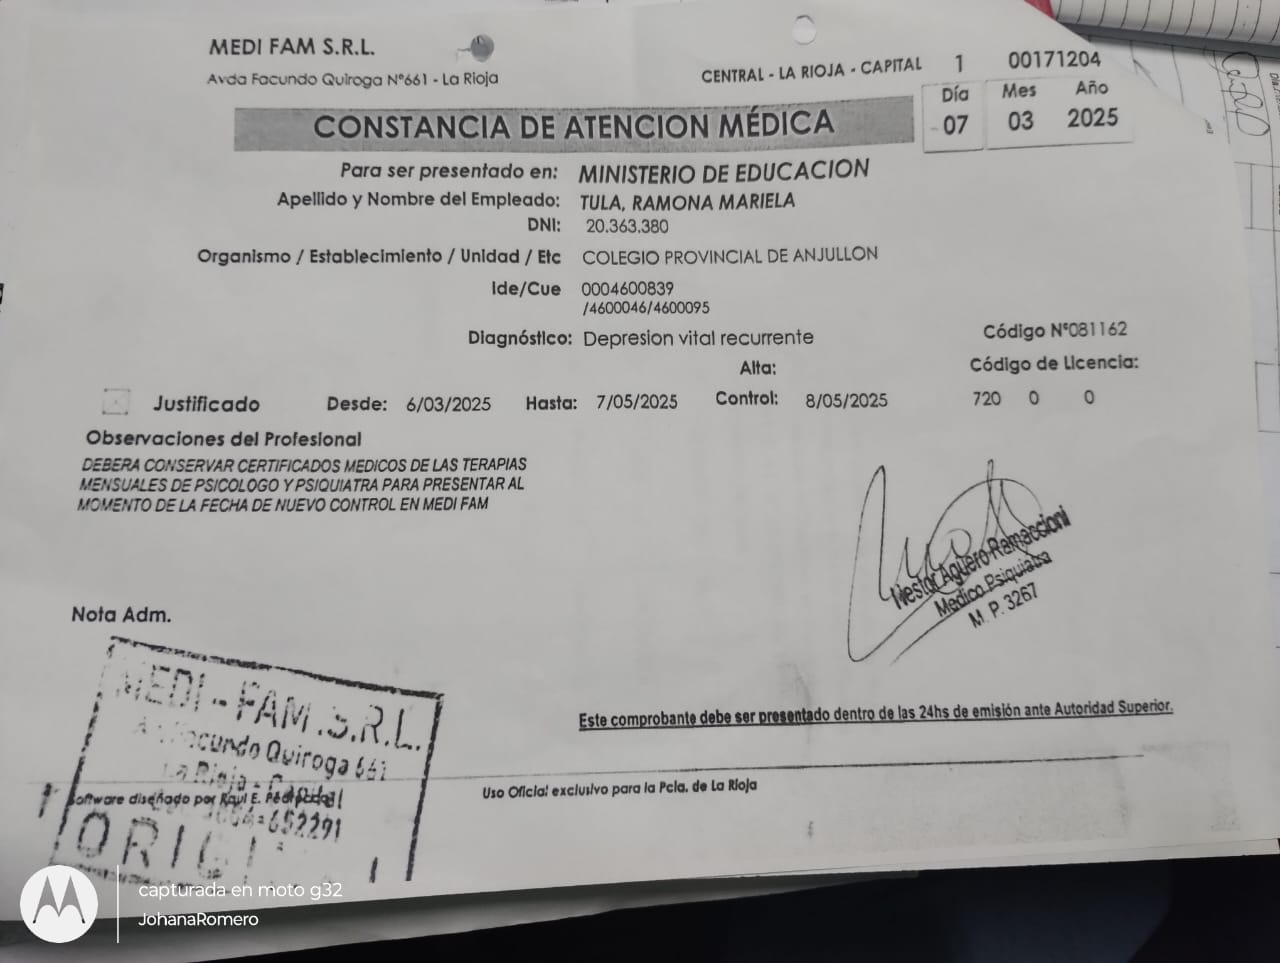 MEDI FAM S.R.L.
Avda Facundo Quiroga Nº661 - La Rioja
CENTRAL - LA RIOJA - CAPITAL 1 00171204
CONSTANCIA DE ATENCION MÉDICA
Día Mes Año
07 03 2025
Para ser presentado en: MINISTERIO DE EDUCACION
Apellido y Nombre del Empleado: TULA, RAMONA MARIELA
DNI: 20.363.380
Organismo / Establecimiento / Unidad / Etc COLEGIO PROVINCIAL DE ANJULLON
Ide/Cue 0004600839
/4600046/4600095
Diagnóstico: Depresion vital recurrente
Código Nº081162
Alta:
Código de Licencia:
Justificado Desde: 6/03/2025 Hasta: 7/05/2025 Control: 8/05/2025 720 0 0
Observaciones del Profesional
DEBERA CONSERVAR CERTIFICADOS MEDICOS DE LAS TERAPIAS
MENSUALES DE PSICOLOGO Y PSIQUIATRA PARA PRESENTAR AL
MOMENTO DE LA FECHA DE NUEVO CONTROL EN MEDI FAM
Nestor Agüero Ramaccioni
Medico Psiquiatra
M. P. 3267
Nota Adm.
MEDI - FAM.S.R.L.
Facundo Quiroga 661
La Rioja - Capital
Software diseñado por Raul E.
652291
Este comprobante debe ser presentado dentro de las 24hs de emisión ante Autoridad Superior.
Uso Oficial exclusivo para la Pcia. de La Rioja
capturada en moto g32
JohanaRomero